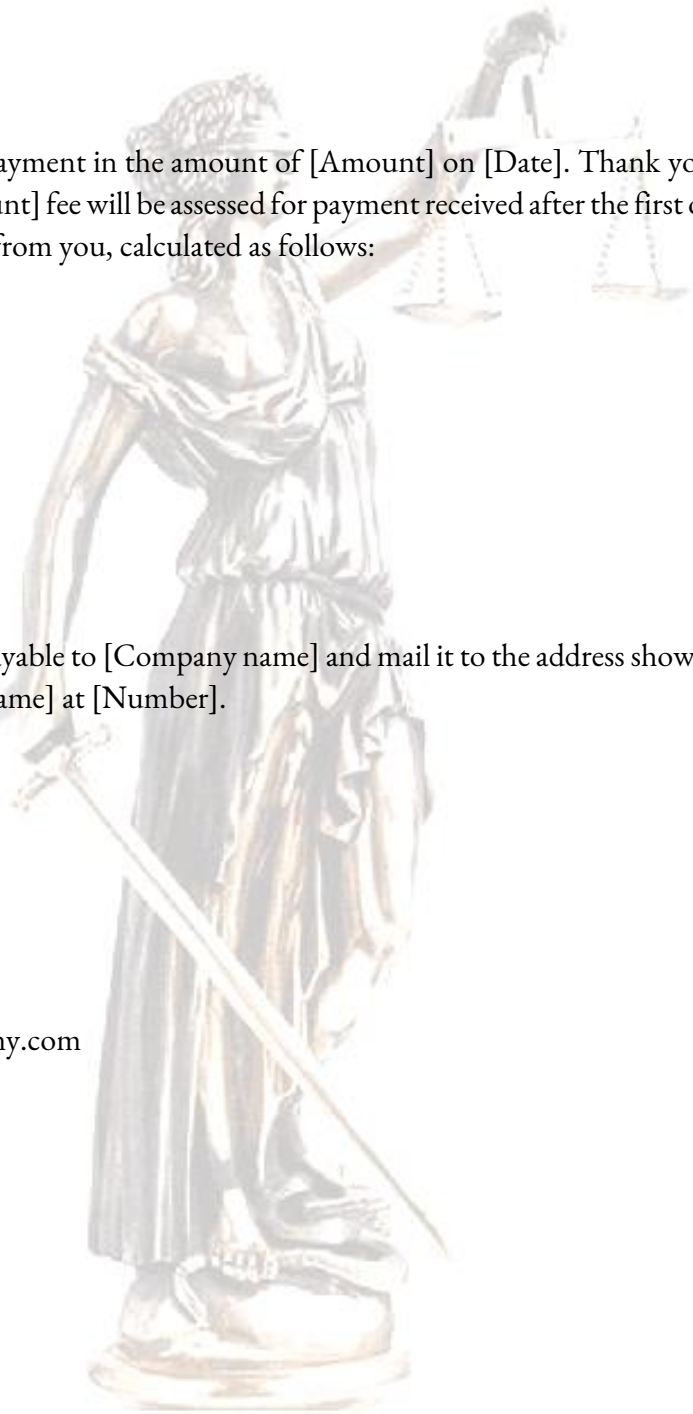 ayment in the amount of [Amount] on [Date]. Thank yo
nt] fee will be assessed for payment received after the first
from you, calculated as follows:
yable to [Company name] and mail it to the address show
ame] at [Number].
ny.com